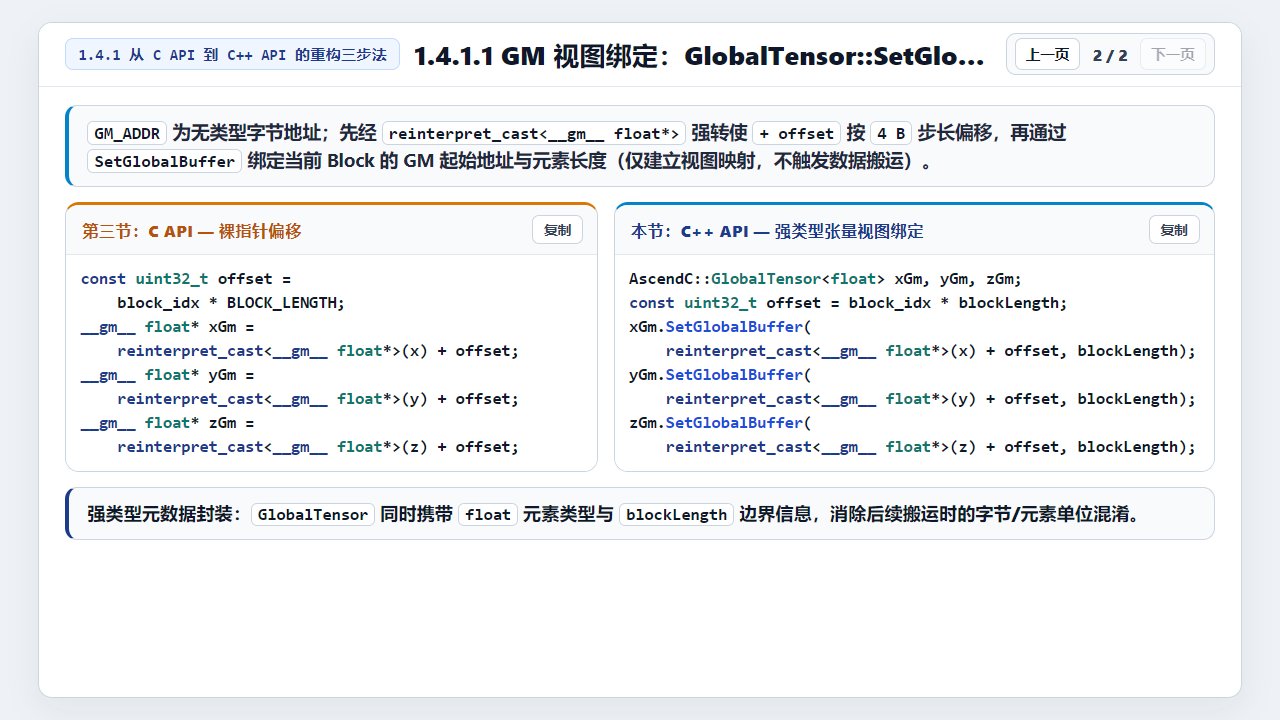 1.4.1 从 C API 到 C++ API 的重构三步法
1.4.1.1 GM 视图绑定：GlobalTensor::SetGlo...
上一页 2 / 2 下一页
GM_ADDR 为无类型字节地址；先经 reinterpret_cast<__gm__ float*> 强转使 + offset 按 4 B 步长偏移，再通过
SetGlobalBuffer 绑定当前 Block 的 GM 起始地址与元素长度（仅建立视图映射，不触发数据搬运）。
第三节：C API — 裸指针偏移
复制
const uint32_t offset =
    block_idx * BLOCK_LENGTH;
__gm__ float* xGm =
    reinterpret_cast<__gm__ float*>(x) + offset;
__gm__ float* yGm =
    reinterpret_cast<__gm__ float*>(y) + offset;
__gm__ float* zGm =
    reinterpret_cast<__gm__ float*>(z) + offset;
本节：C++ API — 强类型张量视图绑定
复制
AscendC::GlobalTensor<float> xGm, yGm, zGm;
const uint32_t offset = block_idx * blockLength;
xGm.SetGlobalBuffer(
    reinterpret_cast<__gm__ float*>(x) + offset, blockLength);
yGm.SetGlobalBuffer(
    reinterpret_cast<__gm__ float*>(y) + offset, blockLength);
zGm.SetGlobalBuffer(
    reinterpret_cast<__gm__ float*>(z) + offset, blockLength);
强类型元数据封装： GlobalTensor 同时携带 float 元素类型与 blockLength 边界信息，消除后续搬运时的字节/元素单位混淆。